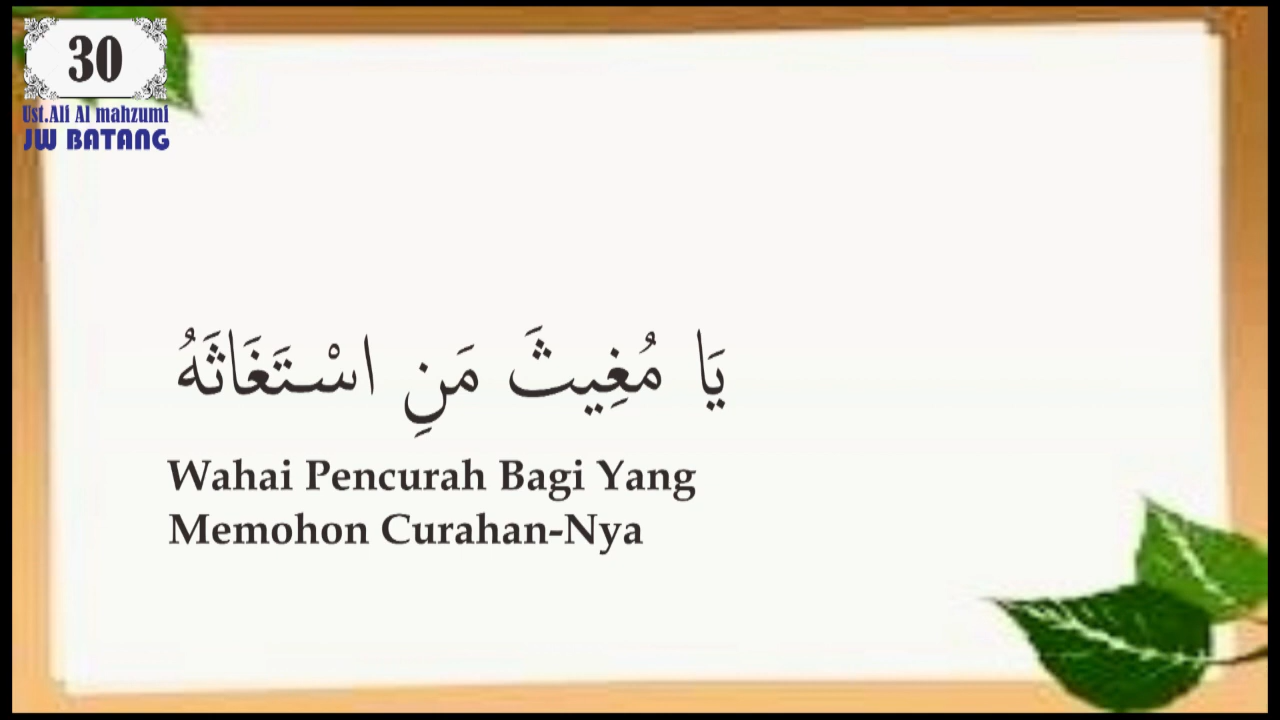 30
Ust.Ali Al mahzumi
JW BATANG
يَا مُغِيثَ مَنِ اسْتَغَاثَهُ
Wahai Pencurah Bagi Yang
Memohon Curahan-Nya